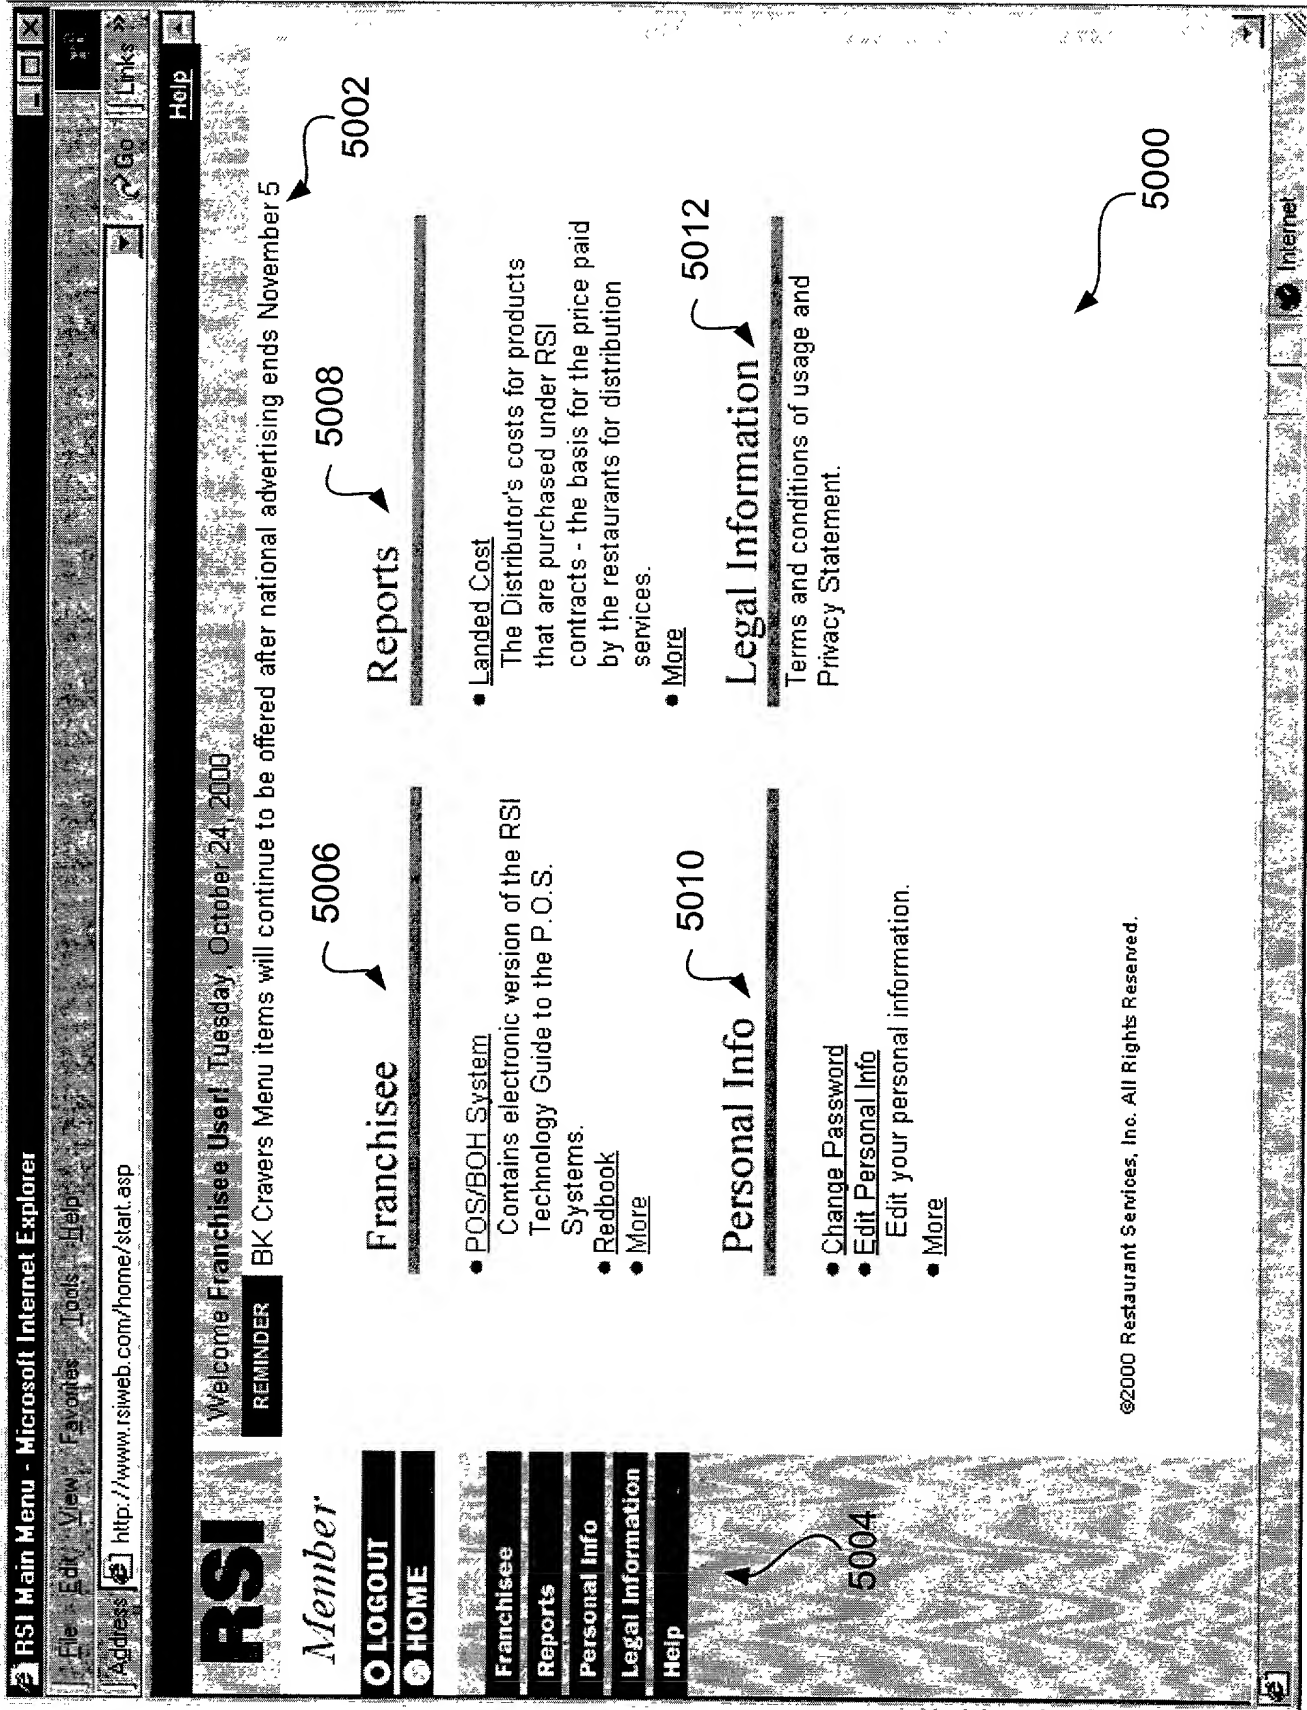 RSI Main Menu - Microsoft Internet Explorer
File Edit View Favorites Tools Help
Address http://www.rsiweb.com/home/start.asp Go Links »
Help
RSI
Welcome Franchisee User! Tuesday, October 24, 2000
REMINDER BK Cravers Menu items will continue to be offered after national advertising ends November 5
5002
Member
LOGOUT
HOME
Franchisee
Reports
Personal Info
Legal Information
Help
5004
Franchisee
5006
• POS/BOH System
Contains electronic version of the RSI
Technology Guide to the P.O.S.
Systems.
• Redbook
• More
Reports
5008
• Landed Cost
The Distributor's costs for products
that are purchased under RSI
contracts - the basis for the price paid
by the restaurants for distribution
services.
• More
Personal Info
5010
• Change Password
• Edit Personal Info
Edit your personal information.
• More
Legal Information
5012
Terms and conditions of usage and
Privacy Statement.
©2000 Restaurant Services, Inc. All Rights Reserved.
5000
Internet